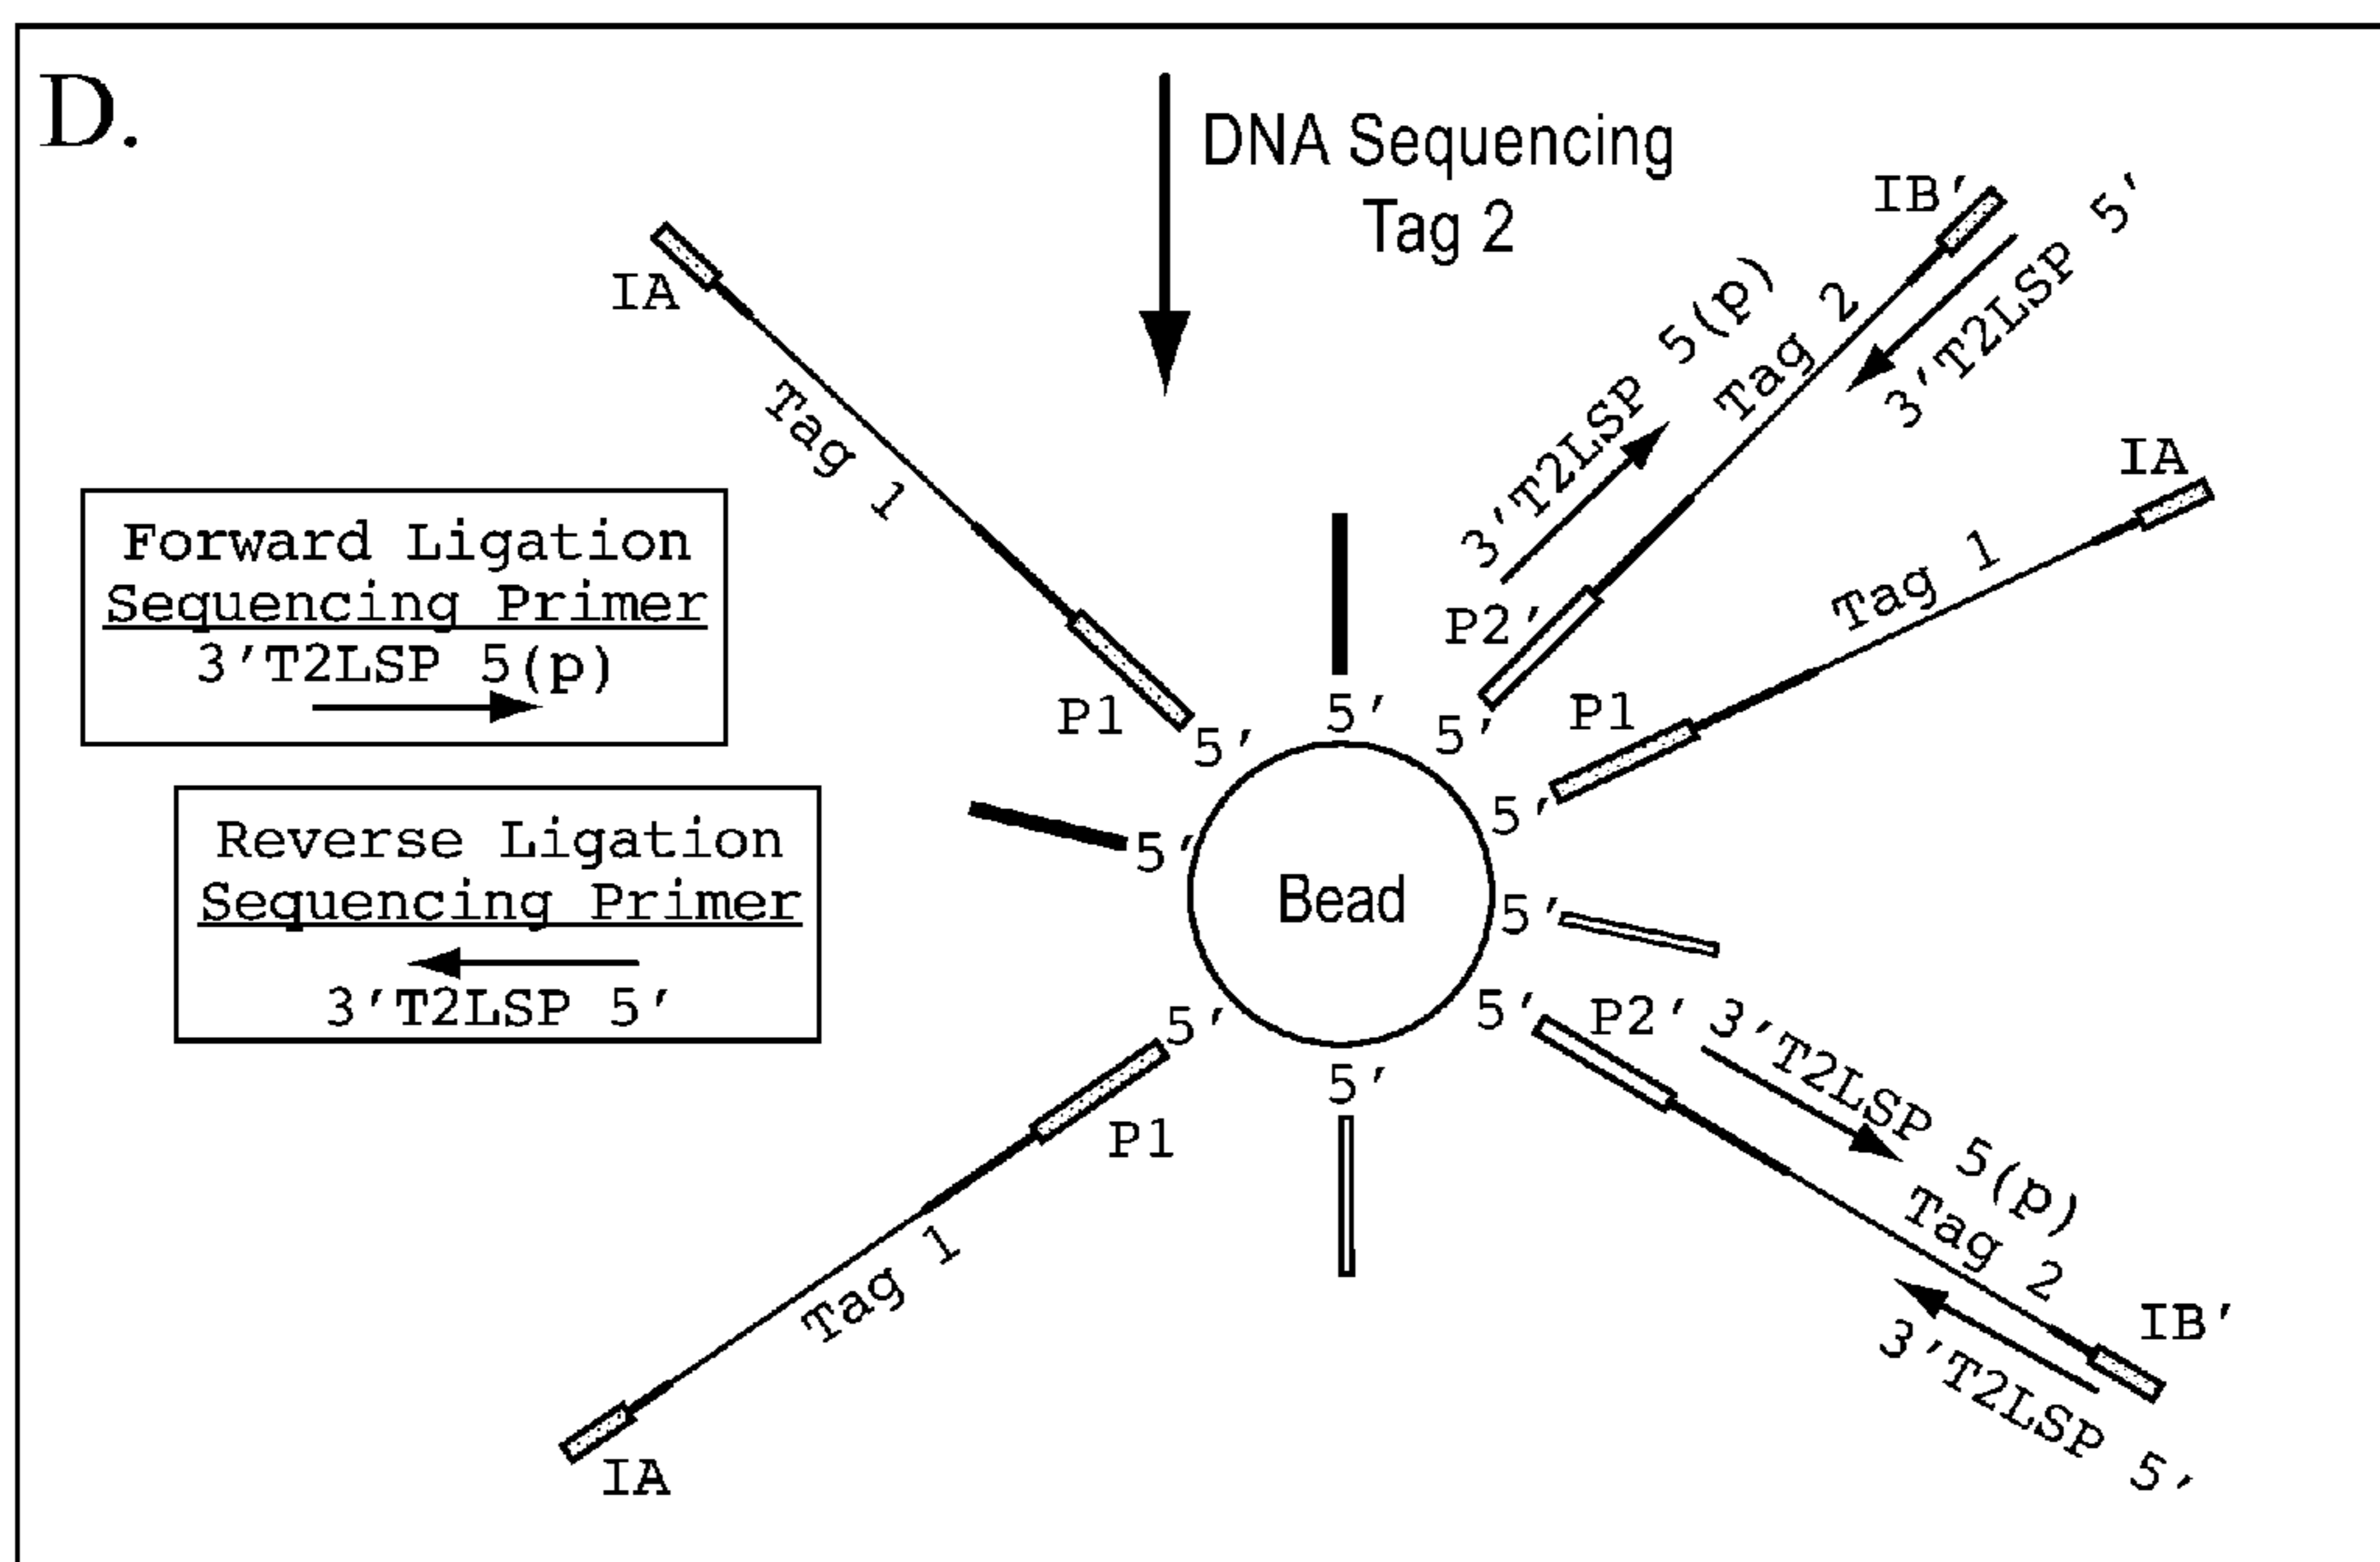 D.
DNA Sequencing
Tag 2
IA
Tag 1
IB'
5'
3'T2LSP
3'T2LSP 5(p)
Tag 2
IA
Tag 1
Forward Ligation
Sequencing Primer
3'T2LSP 5(p)
P1
5'
5'
P2'
5'
P1
5'
Reverse Ligation
Sequencing Primer
3'T2LSP 5'
5'
Bead
5'
5'
P1
Tag 1
IA
5'
5'
P2'
3'T2LSP 5(p)
Tag 2
IB'
3'T2LSP 5'